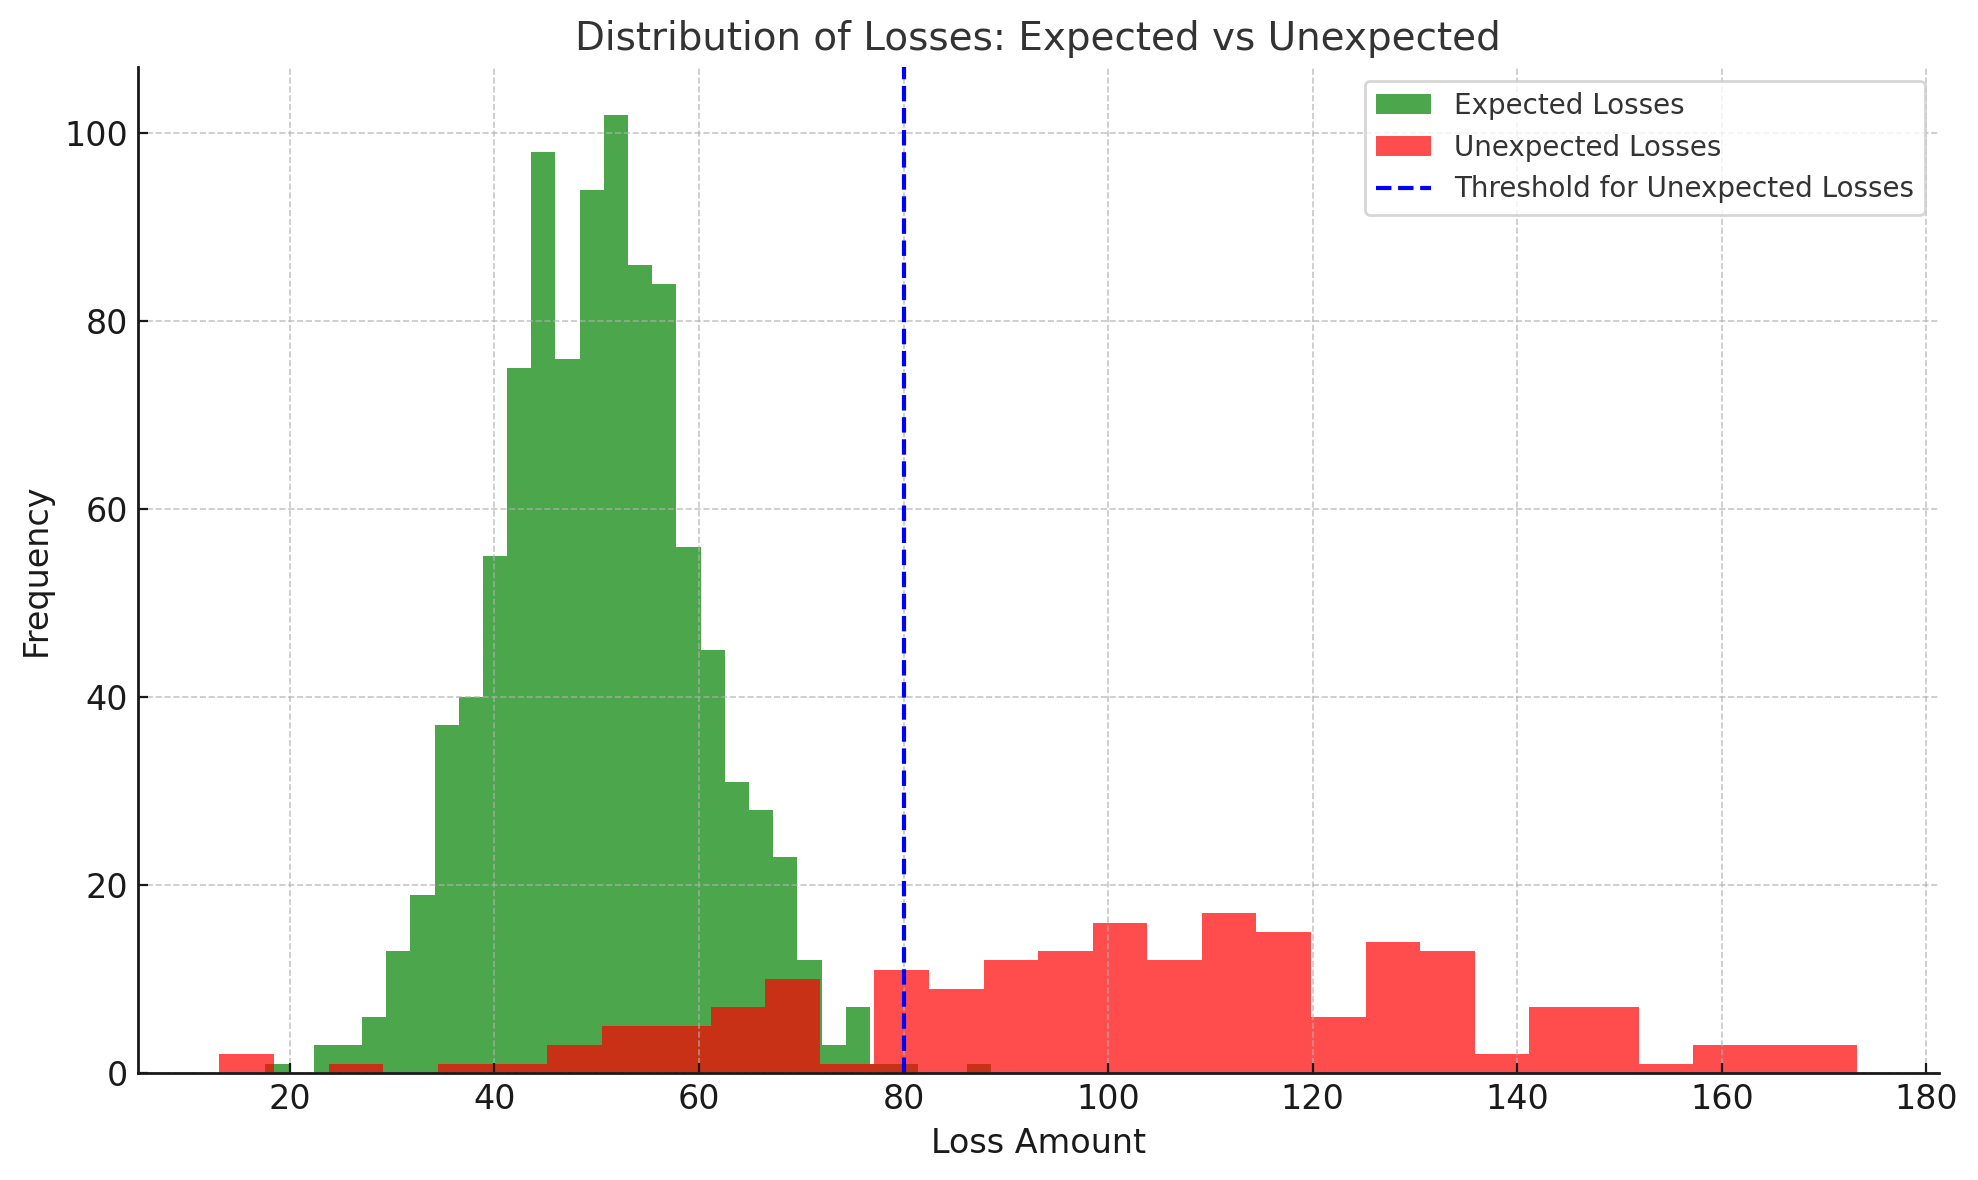 Distribution of Losses: Expected vs Unexpected
Expected Losses
Unexpected Losses
Threshold for Unexpected Losses
Frequency
100
80
60
40
20
0
20 40 60 80 100 120 140 160 180
Loss Amount